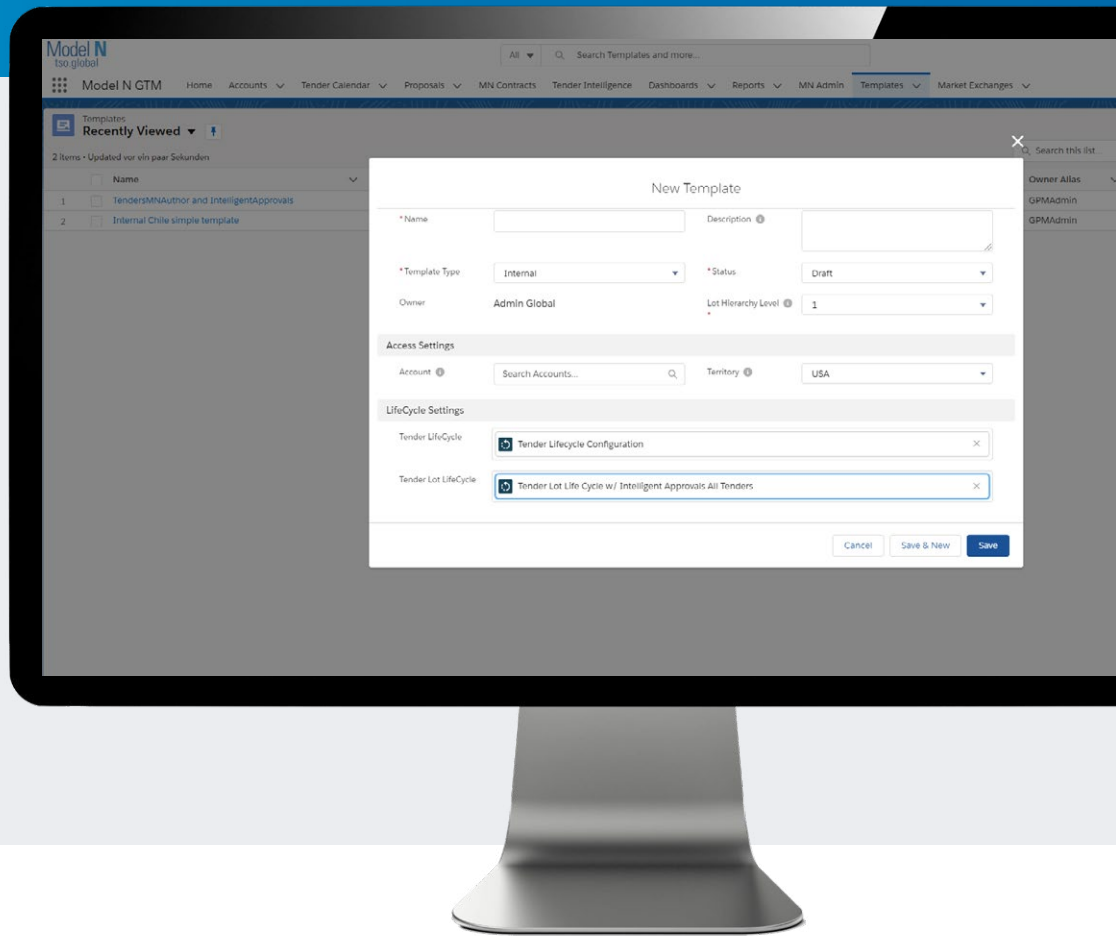 Model N
tso.global
All
Search Templates and more...
Model N GTM
Home
Accounts
Tender Calendar
Proposals
MN Contracts
Tender Intelligence
Dashboards
Reports
MN Admin
Templates
Market Exchanges
Templates
Recently Viewed
2 items • Updated vor ein paar Sekunden
Search this list...
Name
Owner Alias
1 TendersMNAuthor and IntelligentApprovals GPMAdmin
2 Internal Chile simple template GPMAdmin
New Template
*Name
Description
*Template Type Internal
*Status Draft
Owner Admin Global
Lot Hierarchy Level 1
*
Access Settings
Account Search Accounts...
Territory USA
LifeCycle Settings
Tender LifeCycle Tender Lifecycle Configuration
Tender Lot LifeCycle Tender Lot Life Cycle w/ Intelligent Approvals All Tenders
Cancel
Save & New
Save